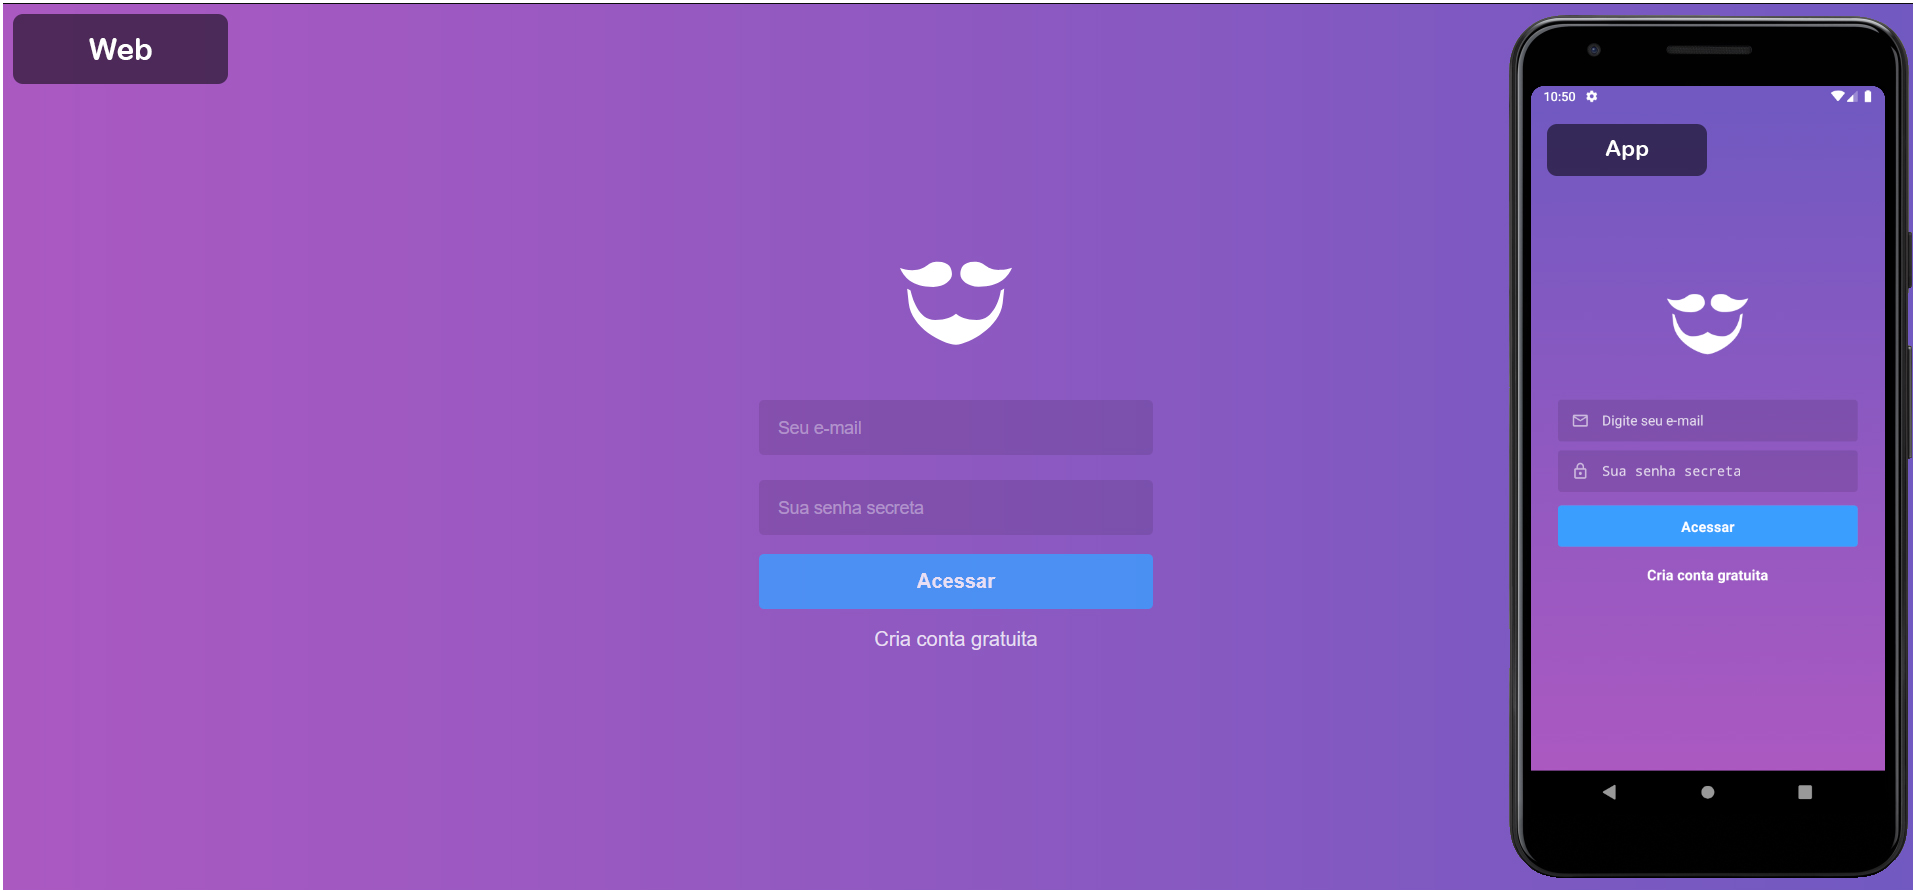 Web
Seu e-mail
Sua senha secreta
Acessar
Cria conta gratuita
10:50
App
Digite seu e-mail
Sua senha secreta
Acessar
Cria conta gratuita